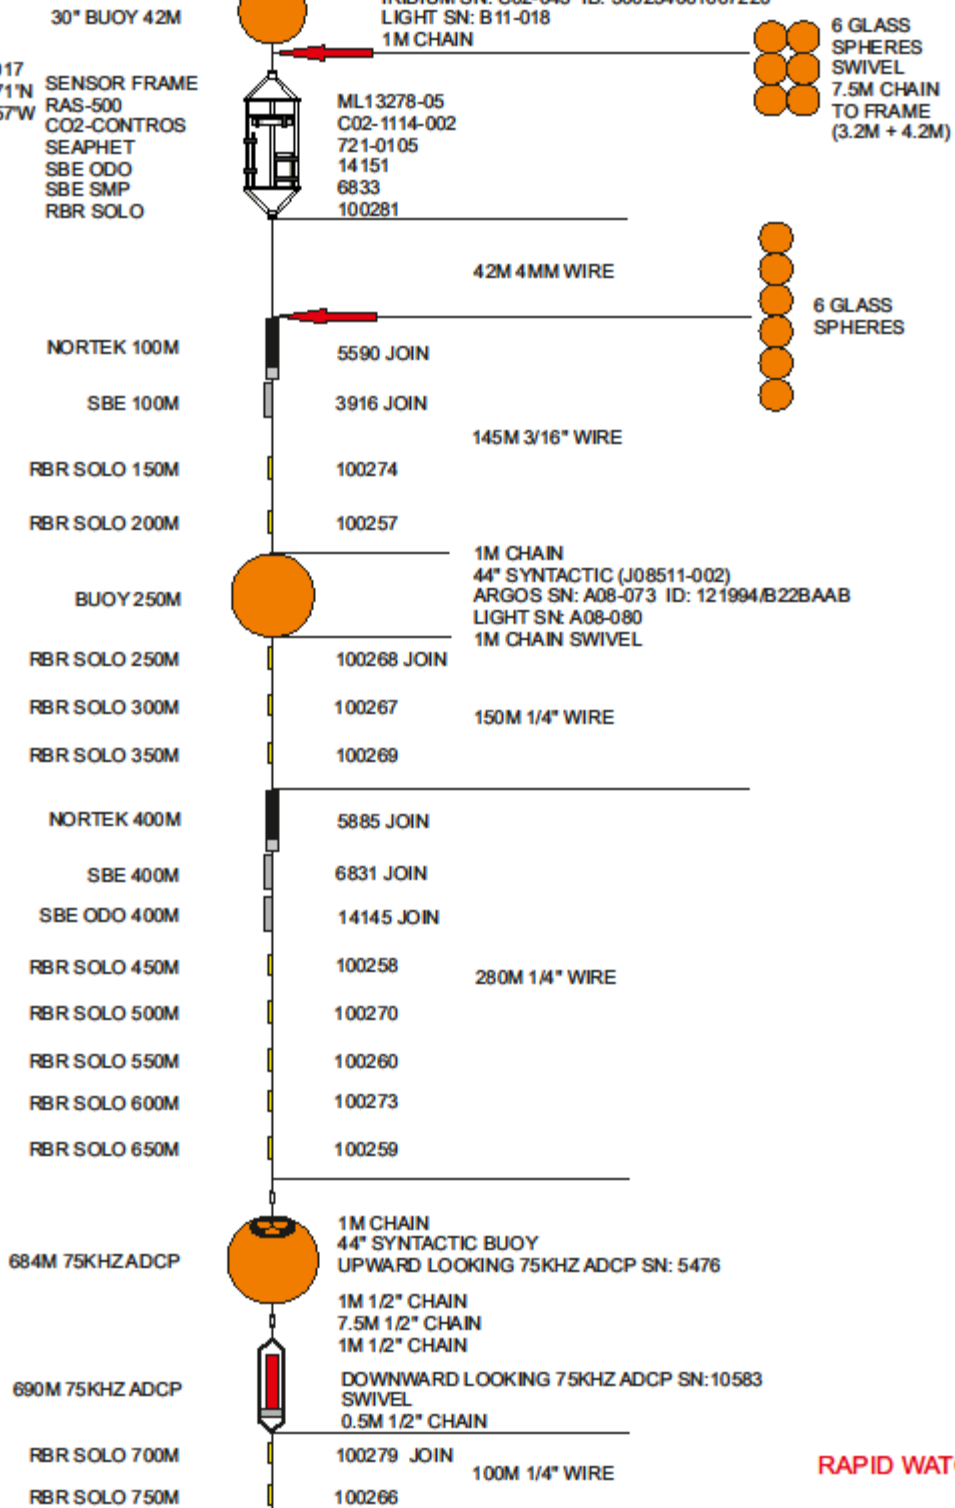 30" BUOY 42M
LIGHT SN: B11-018
1M CHAIN
6 GLASS
SPHERES
SWIVEL
7.5M CHAIN
TO FRAME
(3.2M + 4.2M)
SENSOR FRAME
RAS-500
CO2-CONTROS
SEAPHET
SBE ODO
SBE SMP
RBR SOLO
ML13278-05
C02-1114-002
721-0105
14151
6833
100281
42M 4MM WIRE
6 GLASS
SPHERES
NORTEK 100M
5590 JOIN
SBE 100M
3916 JOIN
145M 3/16" WIRE
RBR SOLO 150M
100274
RBR SOLO 200M
100257
1M CHAIN
44" SYNTACTIC (J08511-002)
ARGOS SN: A08-073 ID: 121994/B22BAAB
LIGHT SN: A08-080
1M CHAIN SWIVEL
BUOY 250M
RBR SOLO 250M
100268 JOIN
RBR SOLO 300M
100267
150M 1/4" WIRE
RBR SOLO 350M
100269
NORTEK 400M
5885 JOIN
SBE 400M
6831 JOIN
SBE ODO 400M
14145 JOIN
RBR SOLO 450M
100258
280M 1/4" WIRE
RBR SOLO 500M
100270
RBR SOLO 550M
100260
RBR SOLO 600M
100273
RBR SOLO 650M
100259
1M CHAIN
44" SYNTACTIC BUOY
UPWARD LOOKING 75KHZ ADCP SN: 5476
684M 75KHZ ADCP
1M 1/2" CHAIN
7.5M 1/2" CHAIN
1M 1/2" CHAIN
690M 75KHZ ADCP
DOWNWARD LOOKING 75KHZ ADCP SN:10583
SWIVEL
0.5M 1/2" CHAIN
RBR SOLO 700M
100279 JOIN
100M 1/4" WIRE
RAPID
RBR SOLO 750M
100266